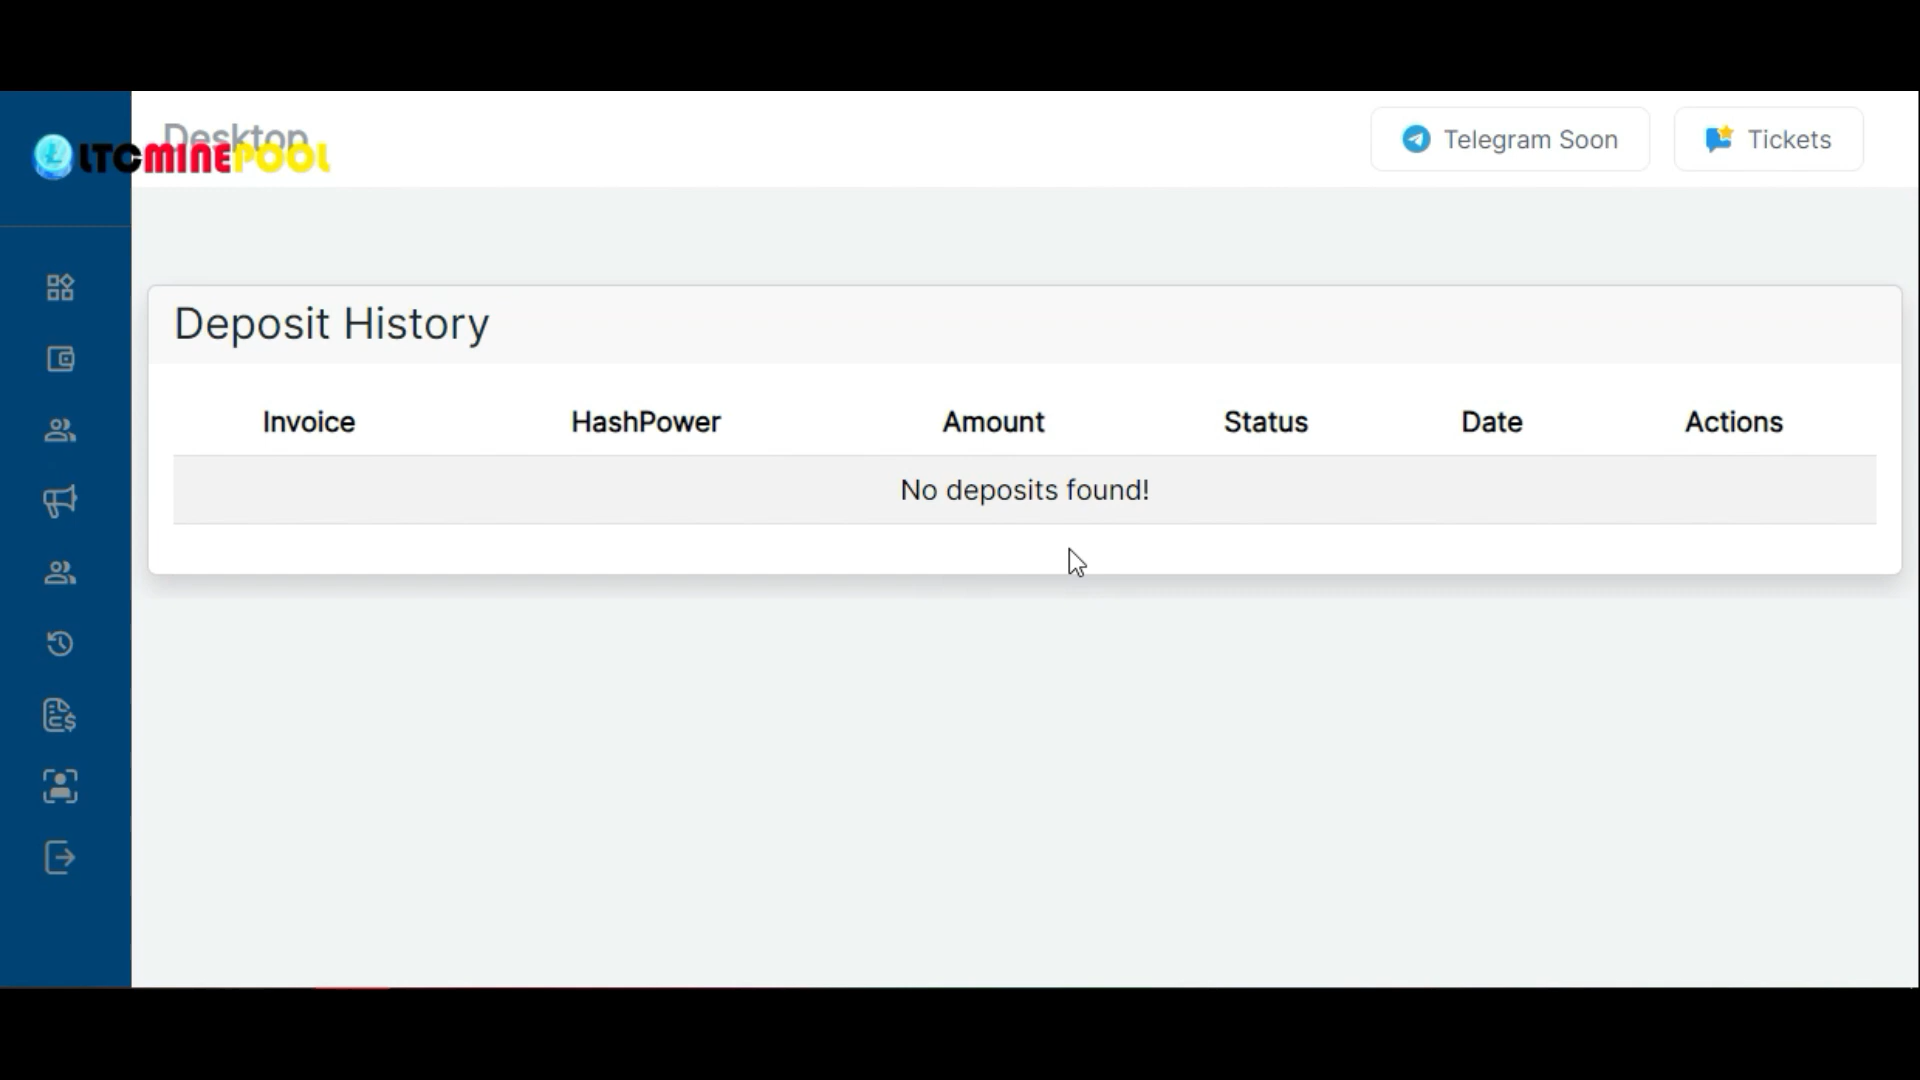 Desktop
LTCMINEPOOL
Telegram Soon
Tickets
Deposit History
Invoice HashPower Amount Status Date Actions
No deposits found!